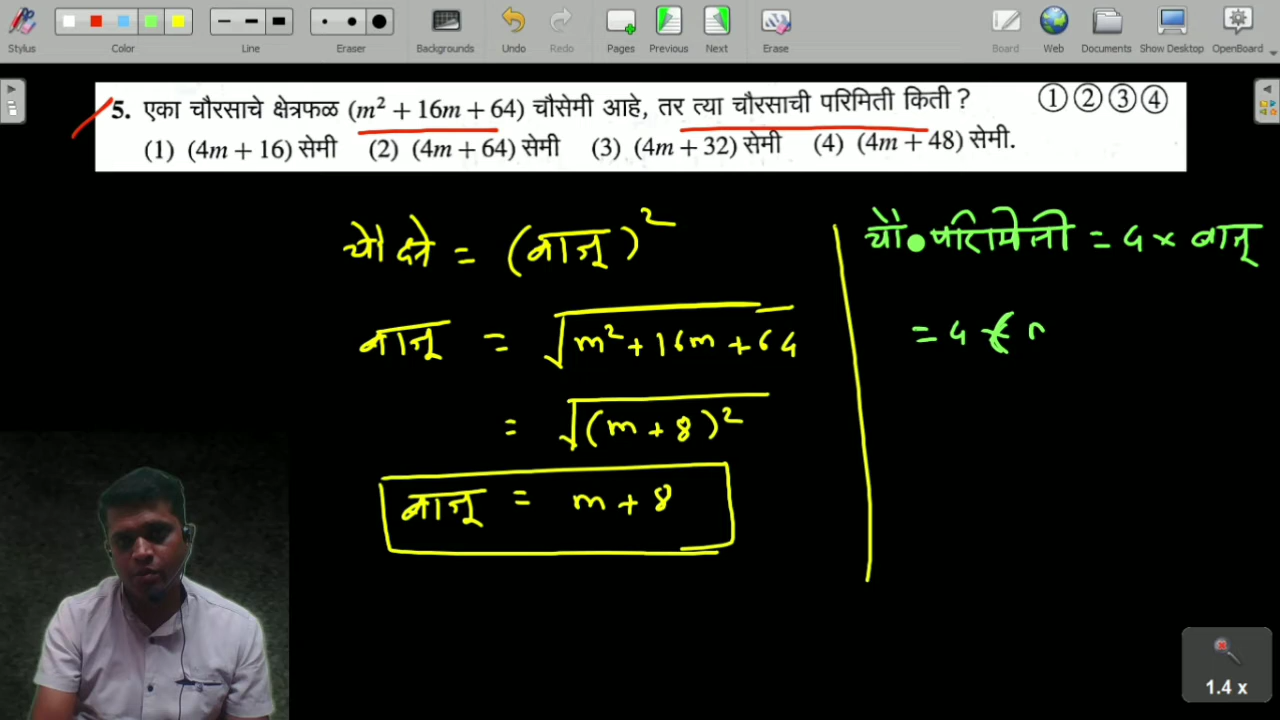 Stylus Color Line Eraser Backgrounds Undo Redo Pages Previous Next Erase Board Web Documents Show Desktop OpenBoard
5. एका चौरसाचे क्षेत्रफळ (m² + 16m + 64) चौसेमी आहे, तर त्या चौरसाची परिमिती किती ? ① ② ③ ④
(1) (4m + 16) सेमी (2) (4m + 64) सेमी (3) (4m + 32) सेमी (4) (4m + 48) सेमी.
चौ क्षे = (बाजू)²
बाजू = √m² + 16m + 64
= √(m + 8)²
बाजू = m + 8
चौ. परिमिती = 4 × बाजू
= 4
1.4 x